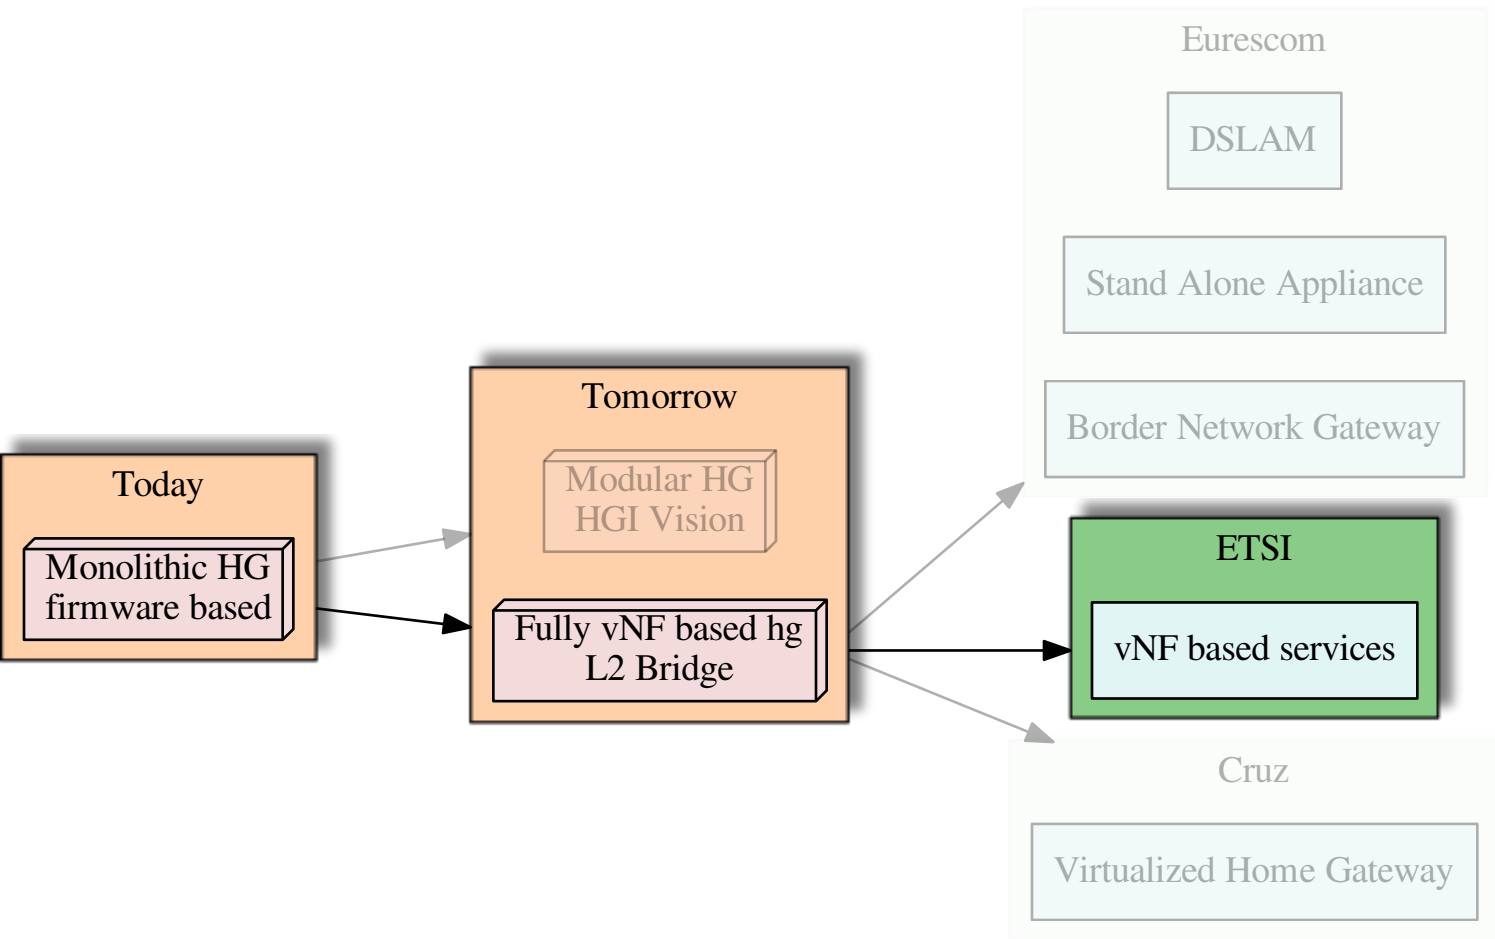 Eurescom
DSLAM
Stand Alone Appliance
Border Network Gateway
Tomorrow
Modular HG
HGI Vision
Fully vNF based hg
L2 Bridge
Today
Monolithic HG
firmware based
ETSI
vNF based services
Cruz
Virtualized Home Gateway